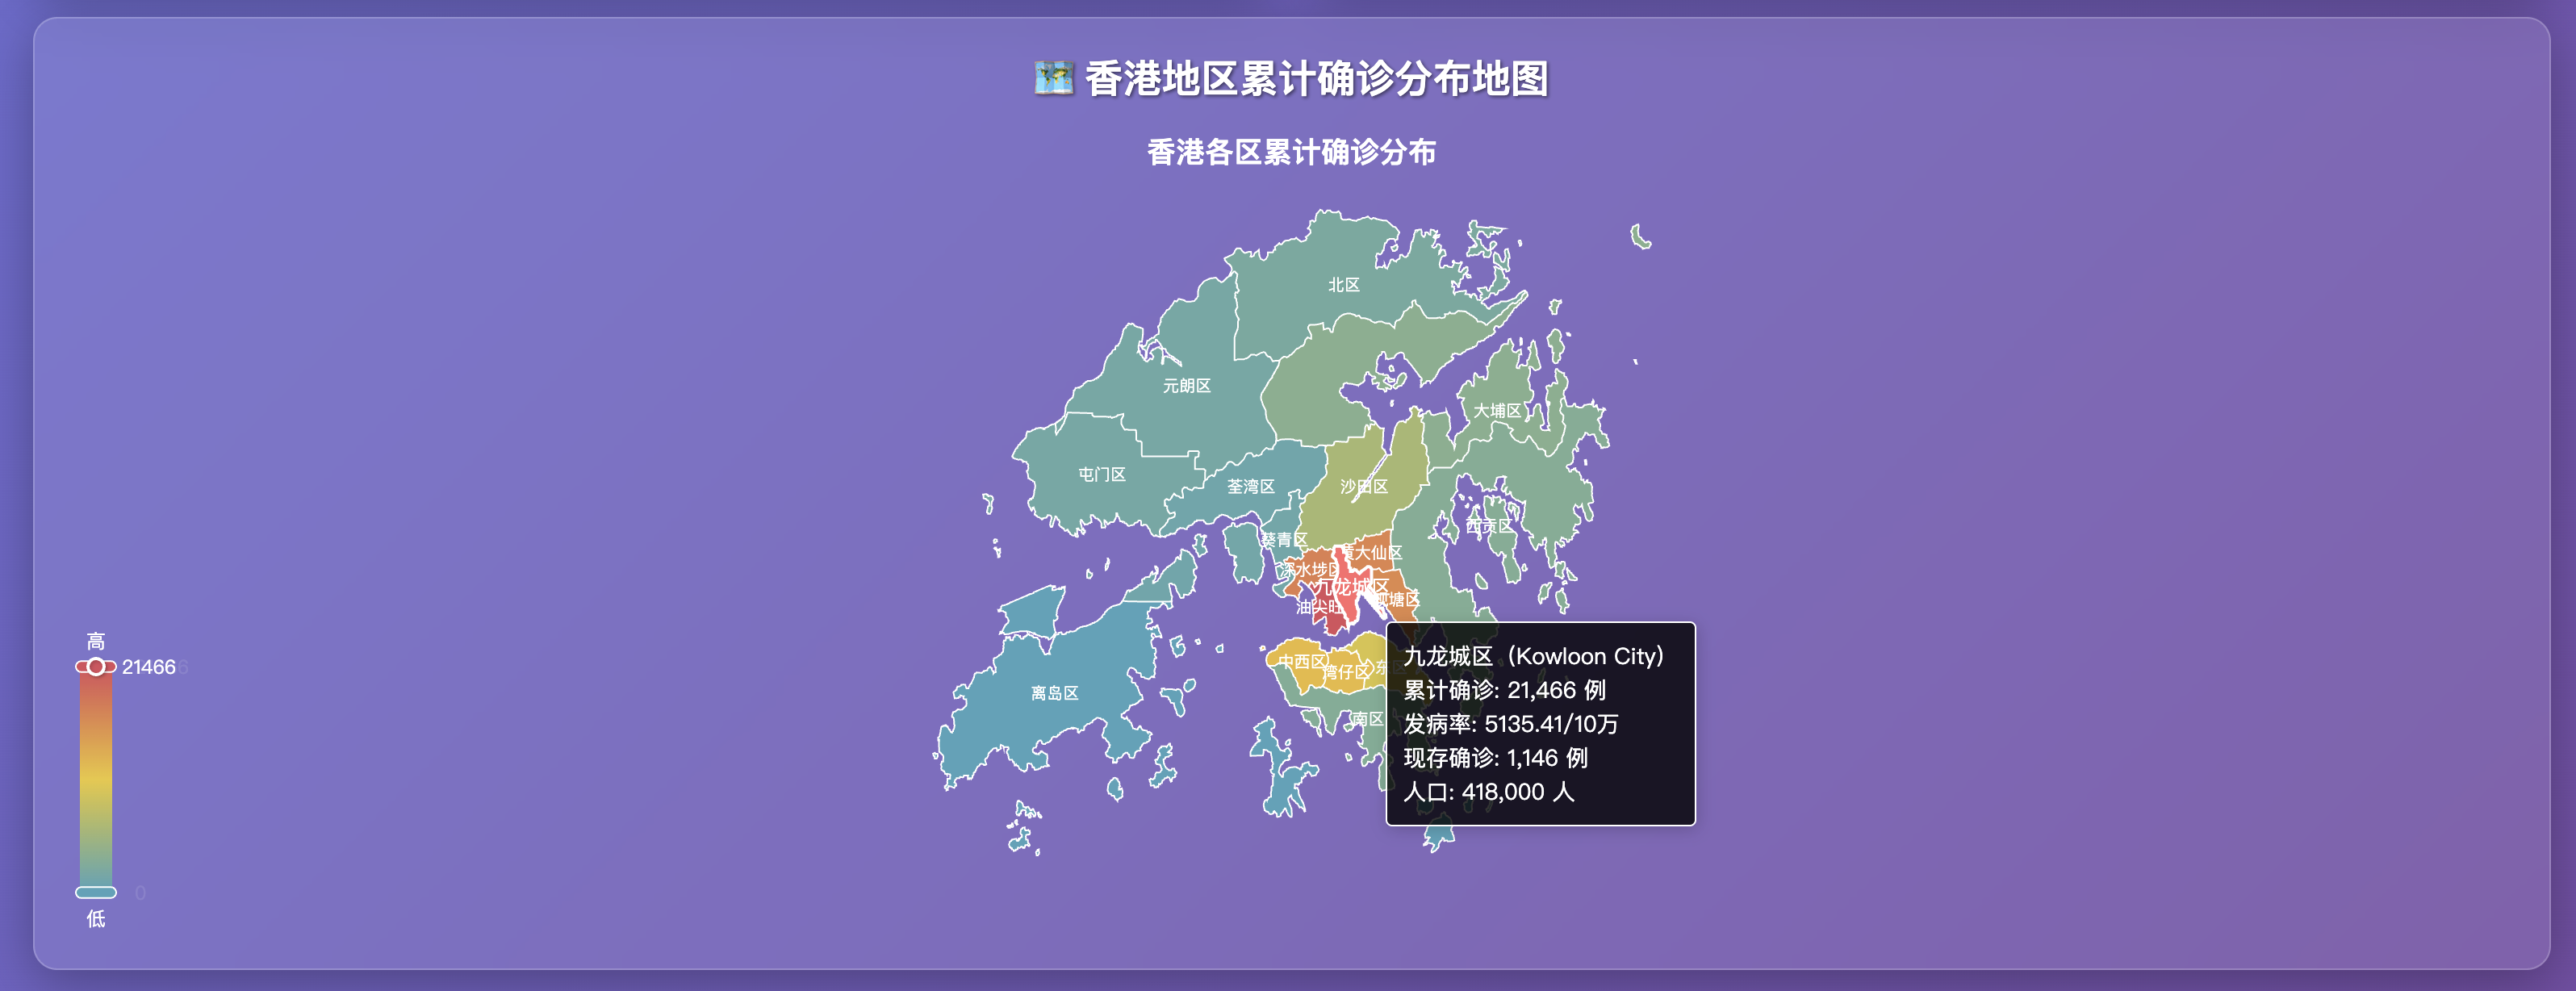 🗺️ 香港地区累计确诊分布地图
香港各区累计确诊分布
北区
元朗区
大埔区
屯门区
荃湾区
沙田区
西贡区
葵青区
黄大仙区
深水埗区
九龙城区
观塘区
油尖旺
中西区
湾仔区
东区
离岛区
南区
九龙城区（Kowloon City)
累计确诊: 21,466 例
发病率: 5135.41/10万
现存确诊: 1,146 例
人口: 418,000 人
高
21466
0
低